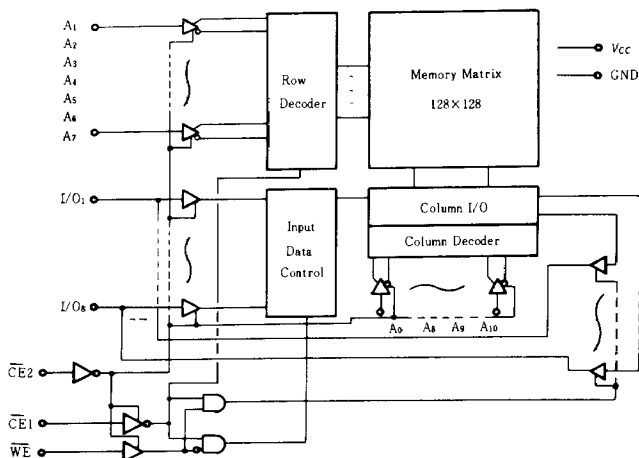 A1
A2
A3
A4
A5
A6
A7
Row
Decoder
Memory Matrix
128×128
VCC
GND
I/O1
I/O8
Input
Data
Control
Column I/O
Column Decoder
A0 A8 A9 A10
CE2
CE1
WE